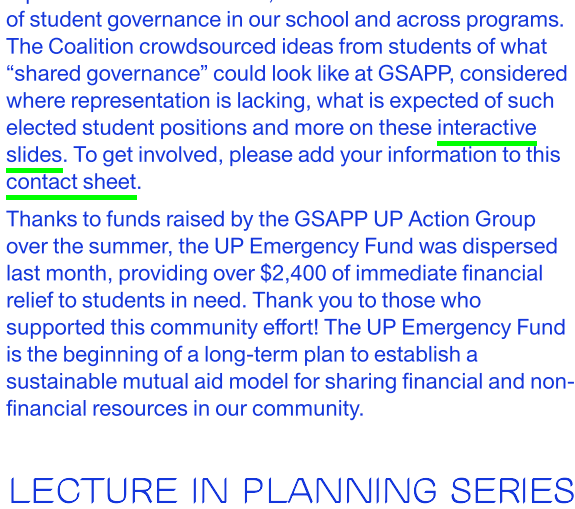 of student governance in our school and across programs.
The Coalition crowdsourced ideas from students of what
“shared governance” could look like at GSAPP, considered
where representation is lacking, what is expected of such
elected student positions and more on these interactive
slides. To get involved, please add your information to this
contact sheet.
Thanks to funds raised by the GSAPP UP Action Group
over the summer, the UP Emergency Fund was dispersed
last month, providing over $2,400 of immediate financial
relief to students in need. Thank you to those who
supported this community effort! The UP Emergency Fund
is the beginning of a long-term plan to establish a
sustainable mutual aid model for sharing financial and non-
financial resources in our community.
LECTURE IN PLANNING SERIES